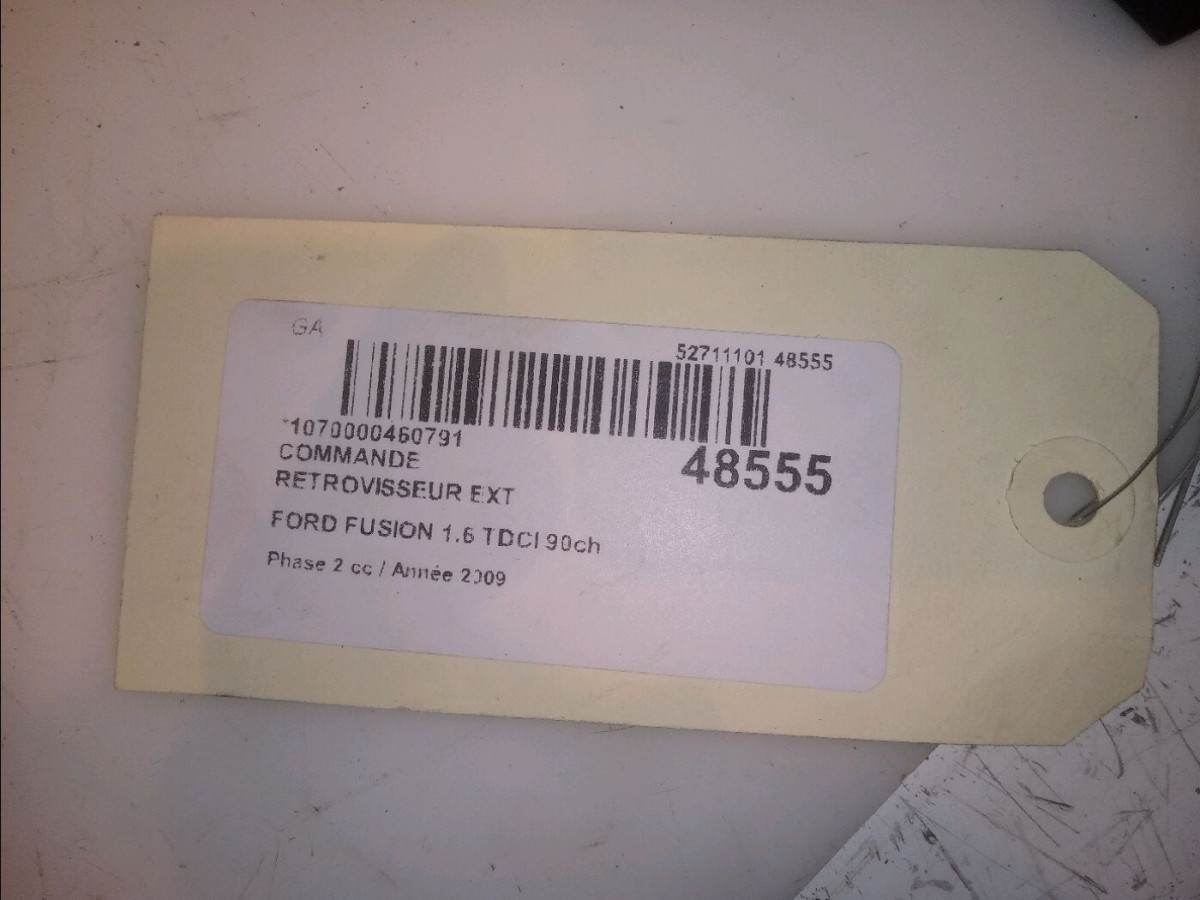 GA
52711101 48555
*1070000460791
48555
COMMANDE
RETROVISSEUR EXT
FORD FUSION 1.6 TDCI 90ch
Phase 2 cc / Année 2009